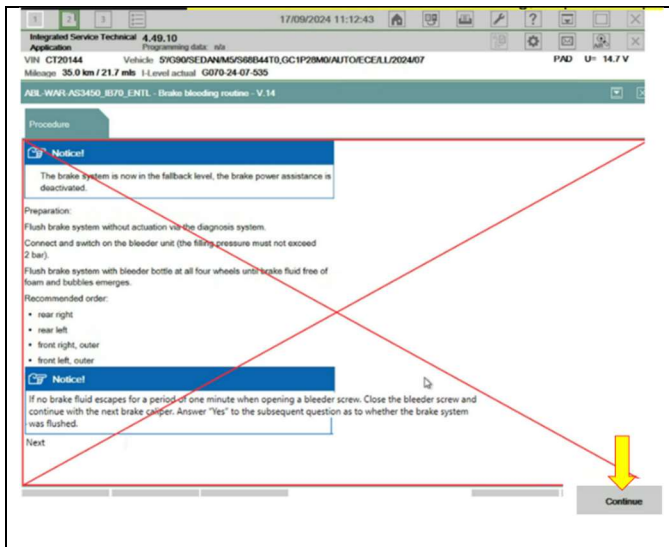 1 2 3 17/09/2024 11:12:43 ?
Integrated Service Technical 4.49.10
Application Programming data: n/a
VIN CT20144 Vehicle 5'/G90/SEDAN/M5/S68B44T0,GC1P28M0/AUTO/ECE/LL/2024/07 PAD U= 14.7 V
Mileage 35.0 km / 21.7 mls I-Level actual G070-24-07-535
ABL-WAR-AS3450_IB70_ENTL - Brake bleeding routine - V.14
Procedure
Notice!
The brake system is now in the fallback level, the brake power assistance is
deactivated.
Preparation:
Flush brake system without actuation via the diagnosis system.
Connect and switch on the bleeder unit (the filling pressure must not exceed
2 bar).
Flush brake system with bleeder bottle at all four wheels until brake fluid free of
foam and bubbles emerges.
Recommended order:
• rear right
• rear left
• front right, outer
• front left, outer
Notice!
If no brake fluid escapes for a period of one minute when opening a bleeder screw. Close the bleeder screw and
continue with the next brake caliper. Answer "Yes" to the subsequent question as to whether the brake system
was flushed.
Next
Continue